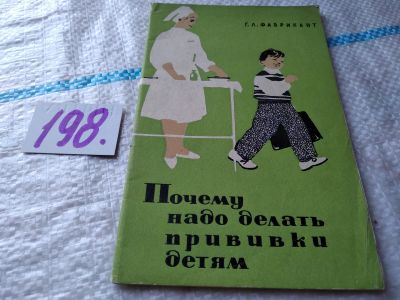 Г. Л. ФАБРИКАНТ
198.
Почему
надо делать
прививки
детям